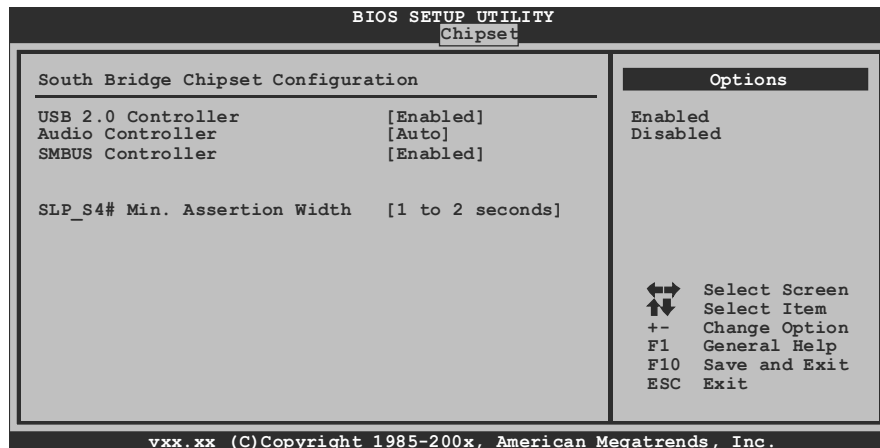 BIOS SETUP UTILITY
Chipset
South Bridge Chipset Configuration
USB 2.0 Controller [Enabled]
Audio Controller [Auto]
SMBUS Controller [Enabled]
SLP_S4# Min. Assertion Width [1 to 2 seconds]
Options
Enabled
Disabled
Select Screen
Select Item
+- Change Option
F1 General Help
F10 Save and Exit
ESC Exit
vxx.xx (C)Copyright 1985-200x, American Megatrends, Inc.